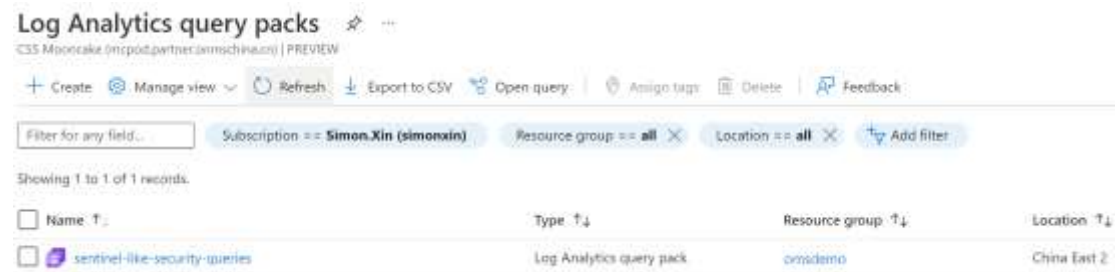 Log Analytics query packs
CSS Mooncake (mcpod.partner.onmschina.cn) | PREVIEW
Create Manage view Refresh Export to CSV Open query Assign tags Delete Feedback
Filter for any field... Subscription == Simon.Xin (simonxin) Resource group == all Location == all Add filter
Showing 1 to 1 of 1 records.
Name Type Resource group Location
sentinel-like-security-queries Log Analytics query pack omsdemo China East 2